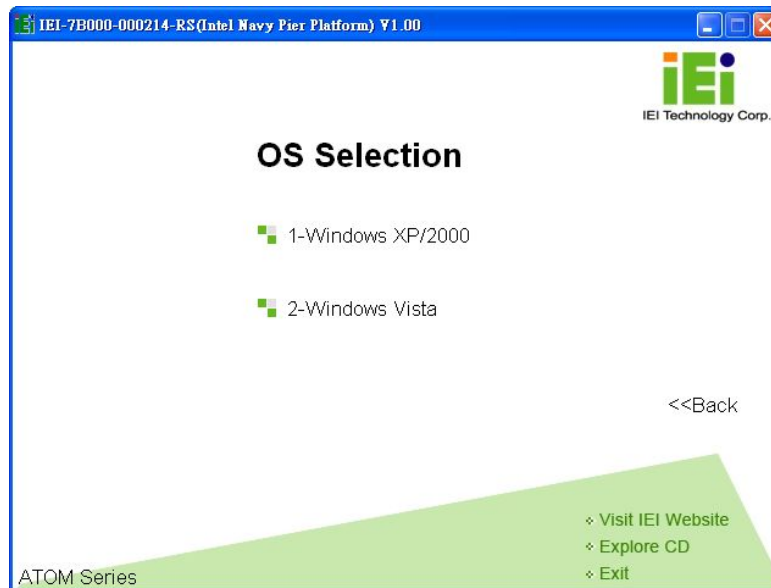 IEI-7B000-000214-RS(Intel Navy Pier Platform) V1.00
iEi
IEI Technology Corp.
OS Selection
1-Windows XP/2000
2-Windows Vista
<<Back
Visit IEI Website
Explore CD
Exit
ATOM Series